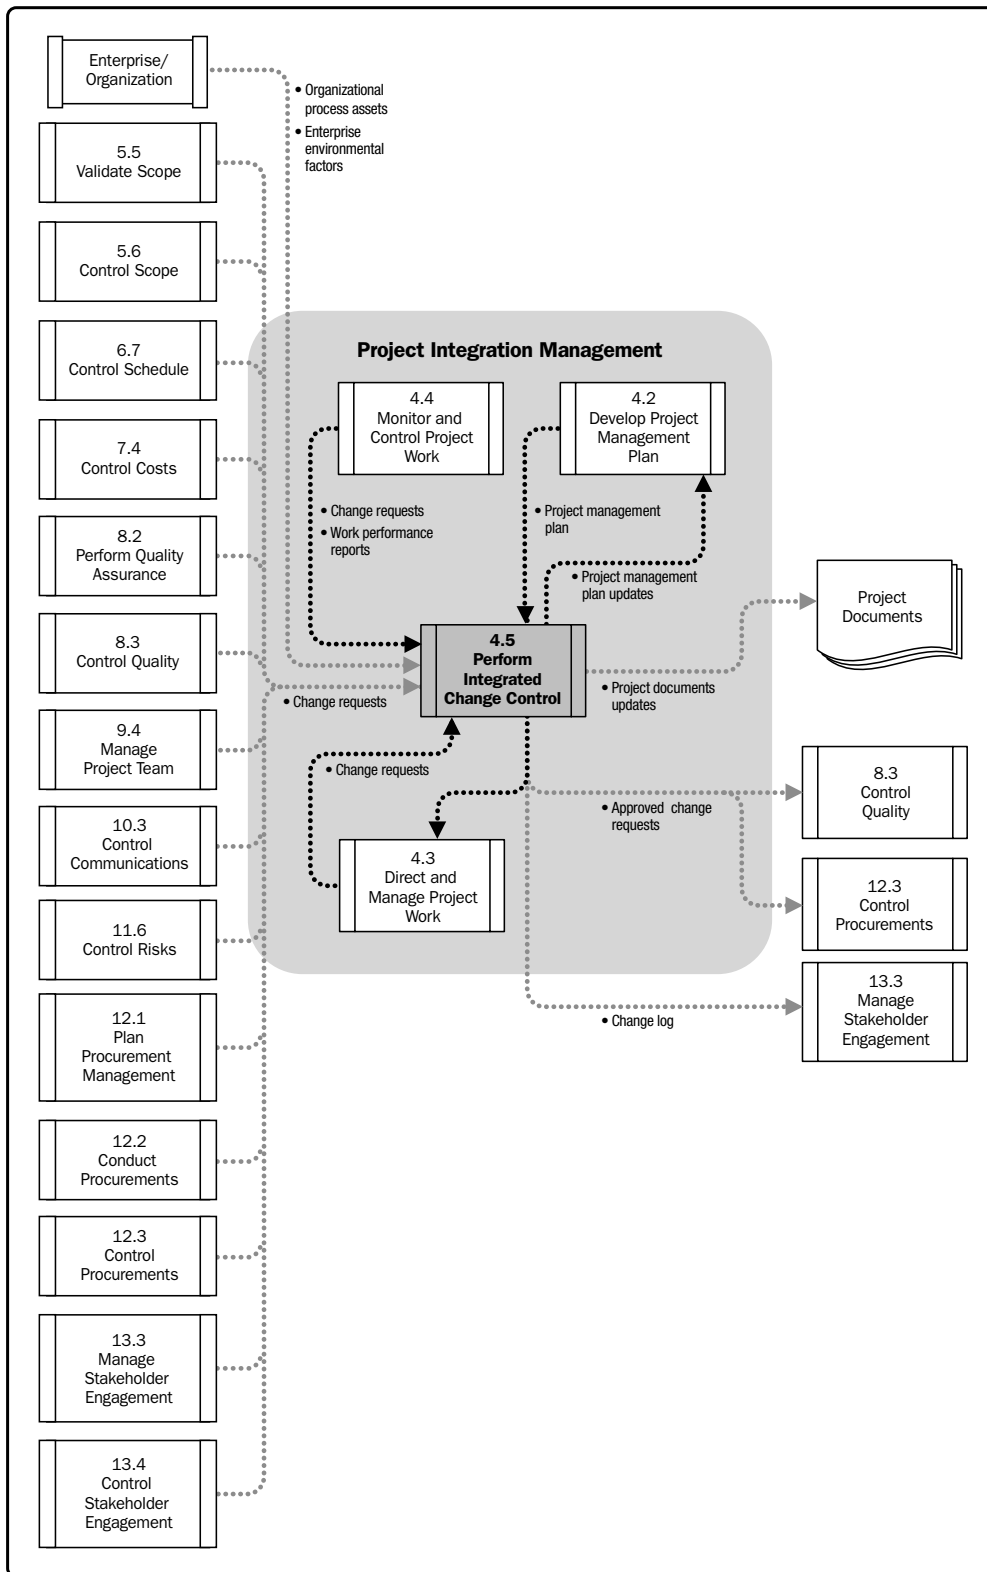 Enterprise/
Organization
• Organizational
process assets
• Enterprise
environmental
factors
5.5
Validate Scope
5.6
Control Scope
6.7
Control Schedule
7.4
Control Costs
8.2
Perform Quality
Assurance
8.3
Control Quality
9.4
Manage
Project Team
10.3
Control
Communications
11.6
Control Risks
12.1
Plan
Procurement
Management
12.2
Conduct
Procurements
12.3
Control
Procurements
13.3
Manage
Stakeholder
Engagement
13.4
Control
Stakeholder
Engagement
Project Integration Management
4.4
Monitor and
Control Project
Work
4.2
Develop Project
Management
Plan
• Change requests
• Work performance
reports
• Project management
plan
• Project management
plan updates
4.5
Perform
Integrated
Change Control
• Change requests
• Project documents
updates
• Change requests
• Approved change
requests
4.3
Direct and
Manage Project
Work
• Change log
Project
Documents
8.3
Control
Quality
12.3
Control
Procurements
13.3
Manage
Stakeholder
Engagement